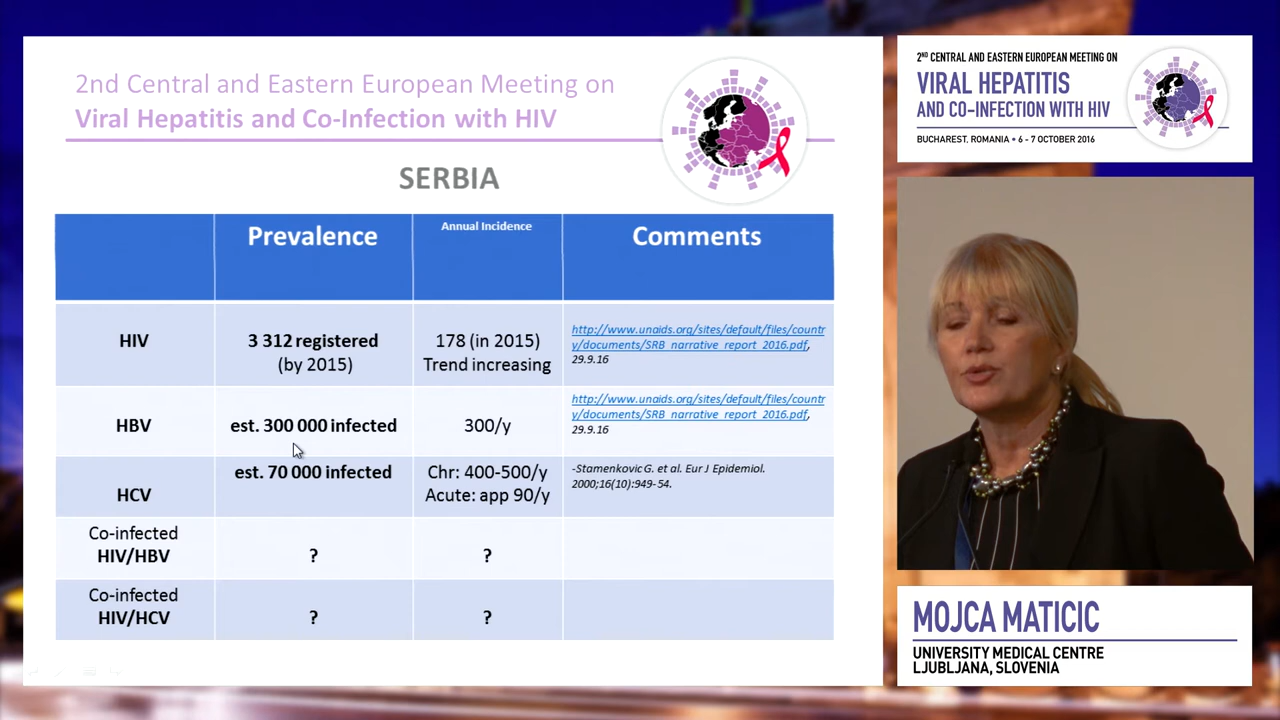 2nd Central and Eastern European Meeting on
Viral Hepatitis and Co-Infection with HIV
SERBIA
Prevalence
Annual Incidence
Comments
HIV
3 312 registered
(by 2015)
178 (in 2015)
Trend increasing
http://www.unaids.org/sites/default/files/countr
y/documents/SRB_narrative_report_2016.pdf,
29.9.16
HBV
est. 300 000 infected
300/y
http://www.unaids.org/sites/default/files/countr
y/documents/SRB_narrative_report_2016.pdf,
29.9.16
HCV
est. 70 000 infected
Chr: 400-500/y
Acute: app 90/y
-Stamenkovic G. et al. Eur J Epidemiol.
2000;16(10):949-54.
Co-infected
HIV/HBV
?
?
Co-infected
HIV/HCV
?
?
2ND CENTRAL AND EASTERN EUROPEAN MEETING ON
VIRAL HEPATITIS
AND CO-INFECTION WITH HIV
BUCHAREST, ROMANIA • 6 - 7 OCTOBER 2016
MOJCA MATICIC
UNIVERSITY MEDICAL CENTRE
LJUBLJANA, SLOVENIA